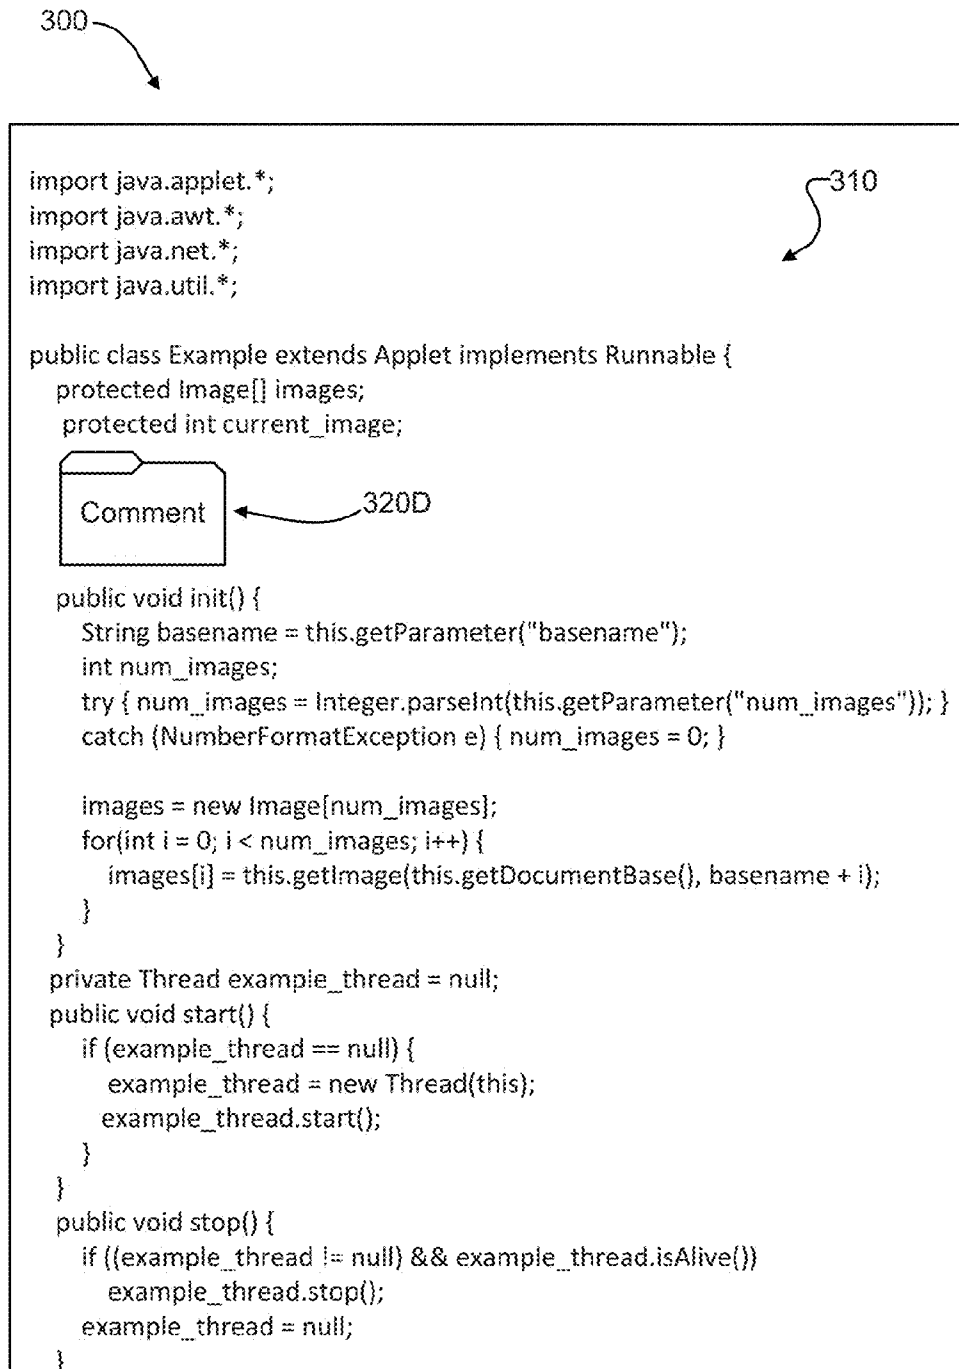 300
import java.applet.*;
310
import java.awt.*;
import java.net.*;
import java.util.*;
public class Example extends Applet implements Runnable {
protected Image[] images;
protected int current_image;
Comment
320D
public void init() {
String basename = this.getParameter("basename");
int num_images;
try { num_images = Integer.parseInt(this.getParameter("num_images")); }
catch (NumberFormatException e) { num_images = 0; }
images = new Image[num_images];
for(int i = 0; i < num_images; i++) {
images[i] = this.getImage(this.getDocumentBase(), basename + i);
}
}
private Thread example_thread = null;
public void start() {
if (example_thread == null) {
example_thread = new Thread(this);
example_thread.start();
}
}
public void stop() {
if ((example_thread != null) && example_thread.isAlive())
example_thread.stop();
example_thread = null;
}